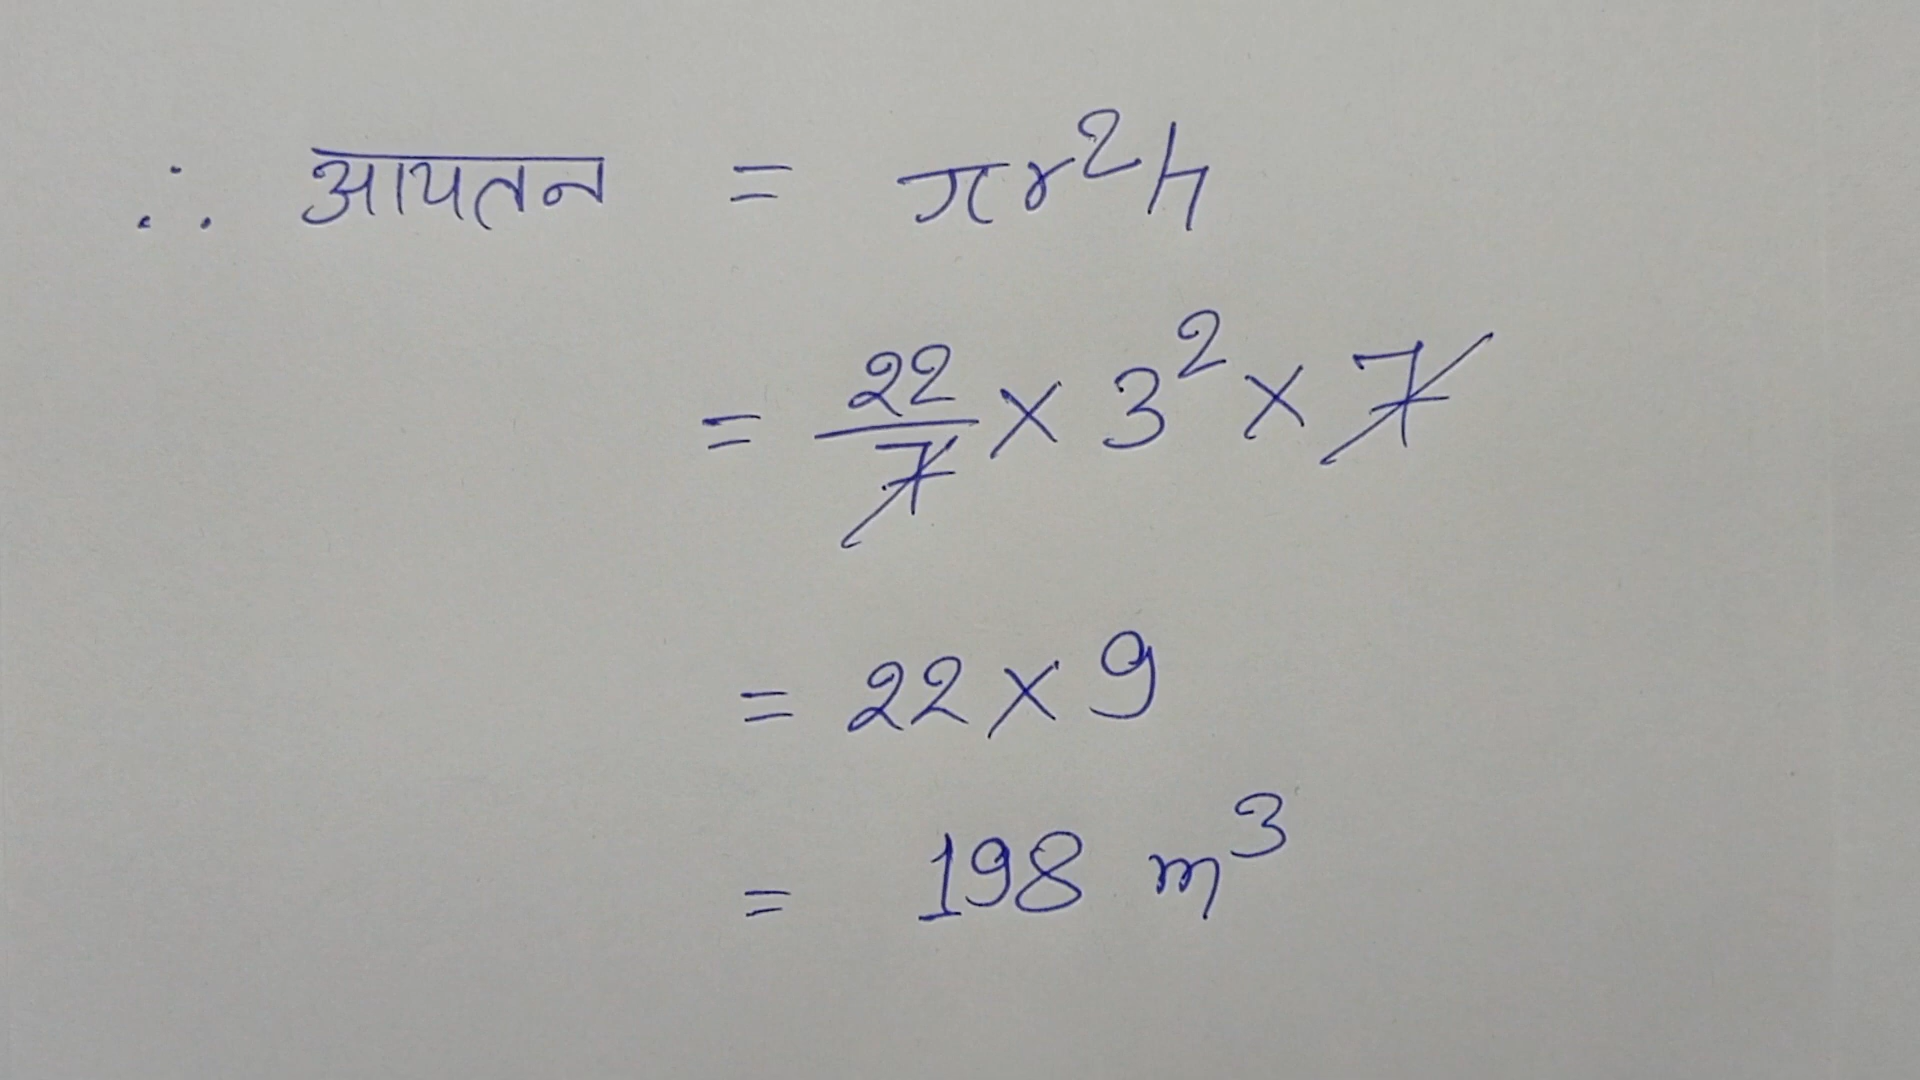 ∴ आयतन = πr²h
= 22/7 × 3² × 7
= 22 × 9
= 198 m³